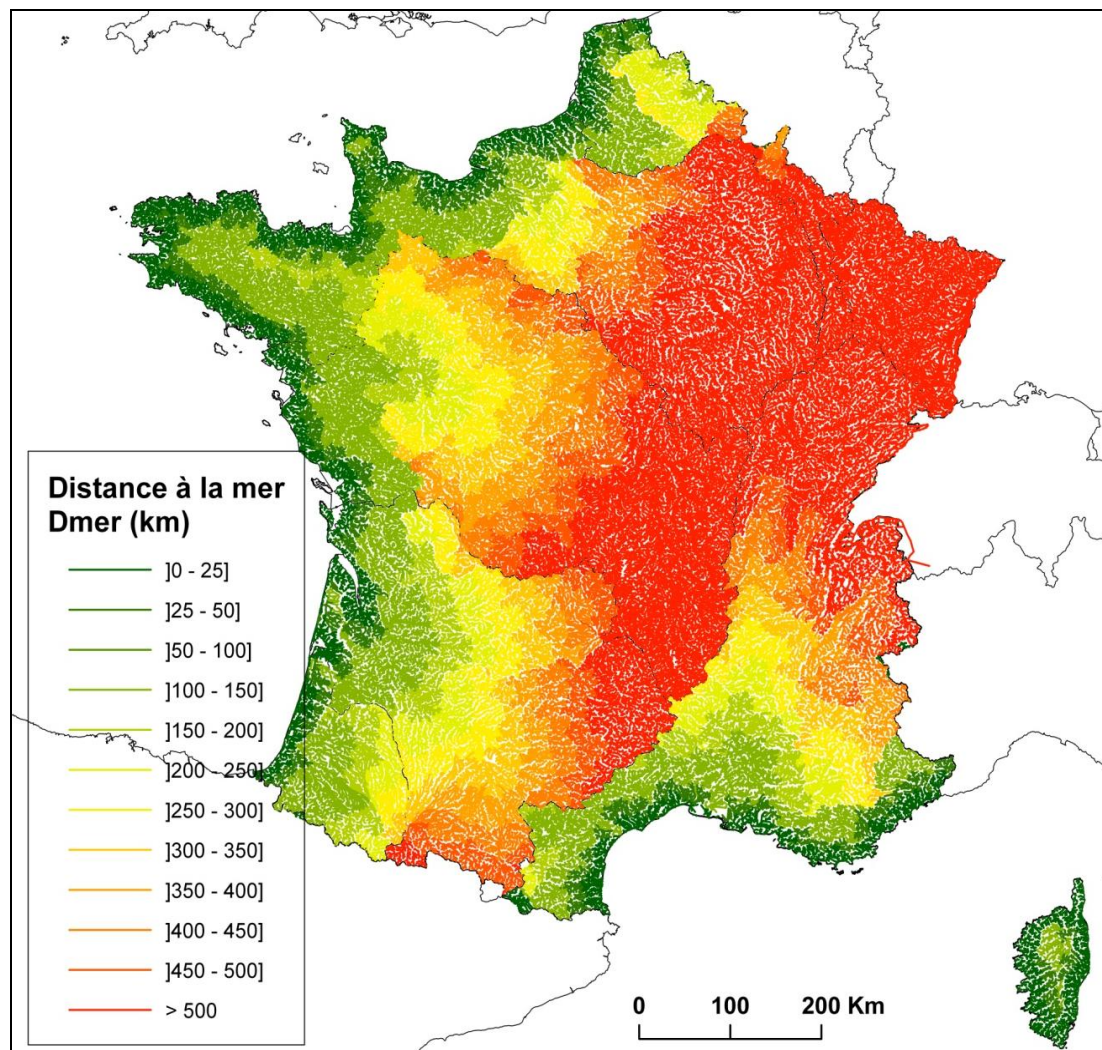 Distance à la mer
Dmer (km)
]0 - 25]
]25 - 50]
]50 - 100]
]100 - 150]
]150 - 200]
]200 - 250]
]250 - 300]
]300 - 350]
]350 - 400]
]400 - 450]
]450 - 500]
> 500
0 100 200 Km